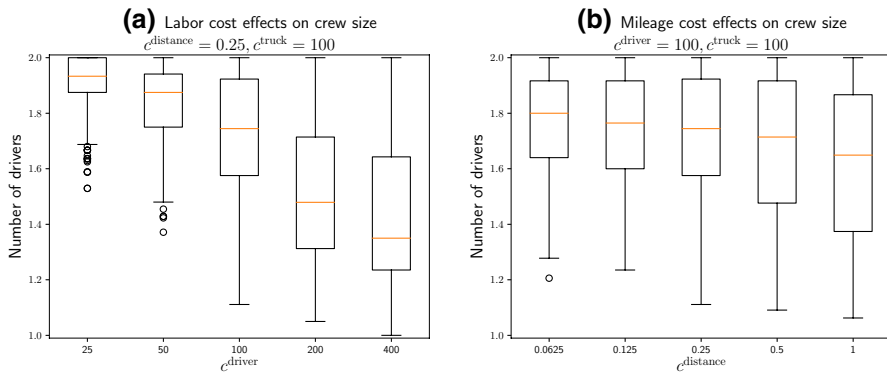 (a) Labor cost effects on crew size
c^distance = 0.25, c^truck = 100
Number of drivers
2.0
1.8
1.6
1.4
1.2
1.0
25 50 100 200 400
c^driver
(b) Mileage cost effects on crew size
c^driver = 100, c^truck = 100
Number of drivers
2.0
1.8
1.6
1.4
1.2
1.0
0.0625 0.125 0.25 0.5 1
c^distance